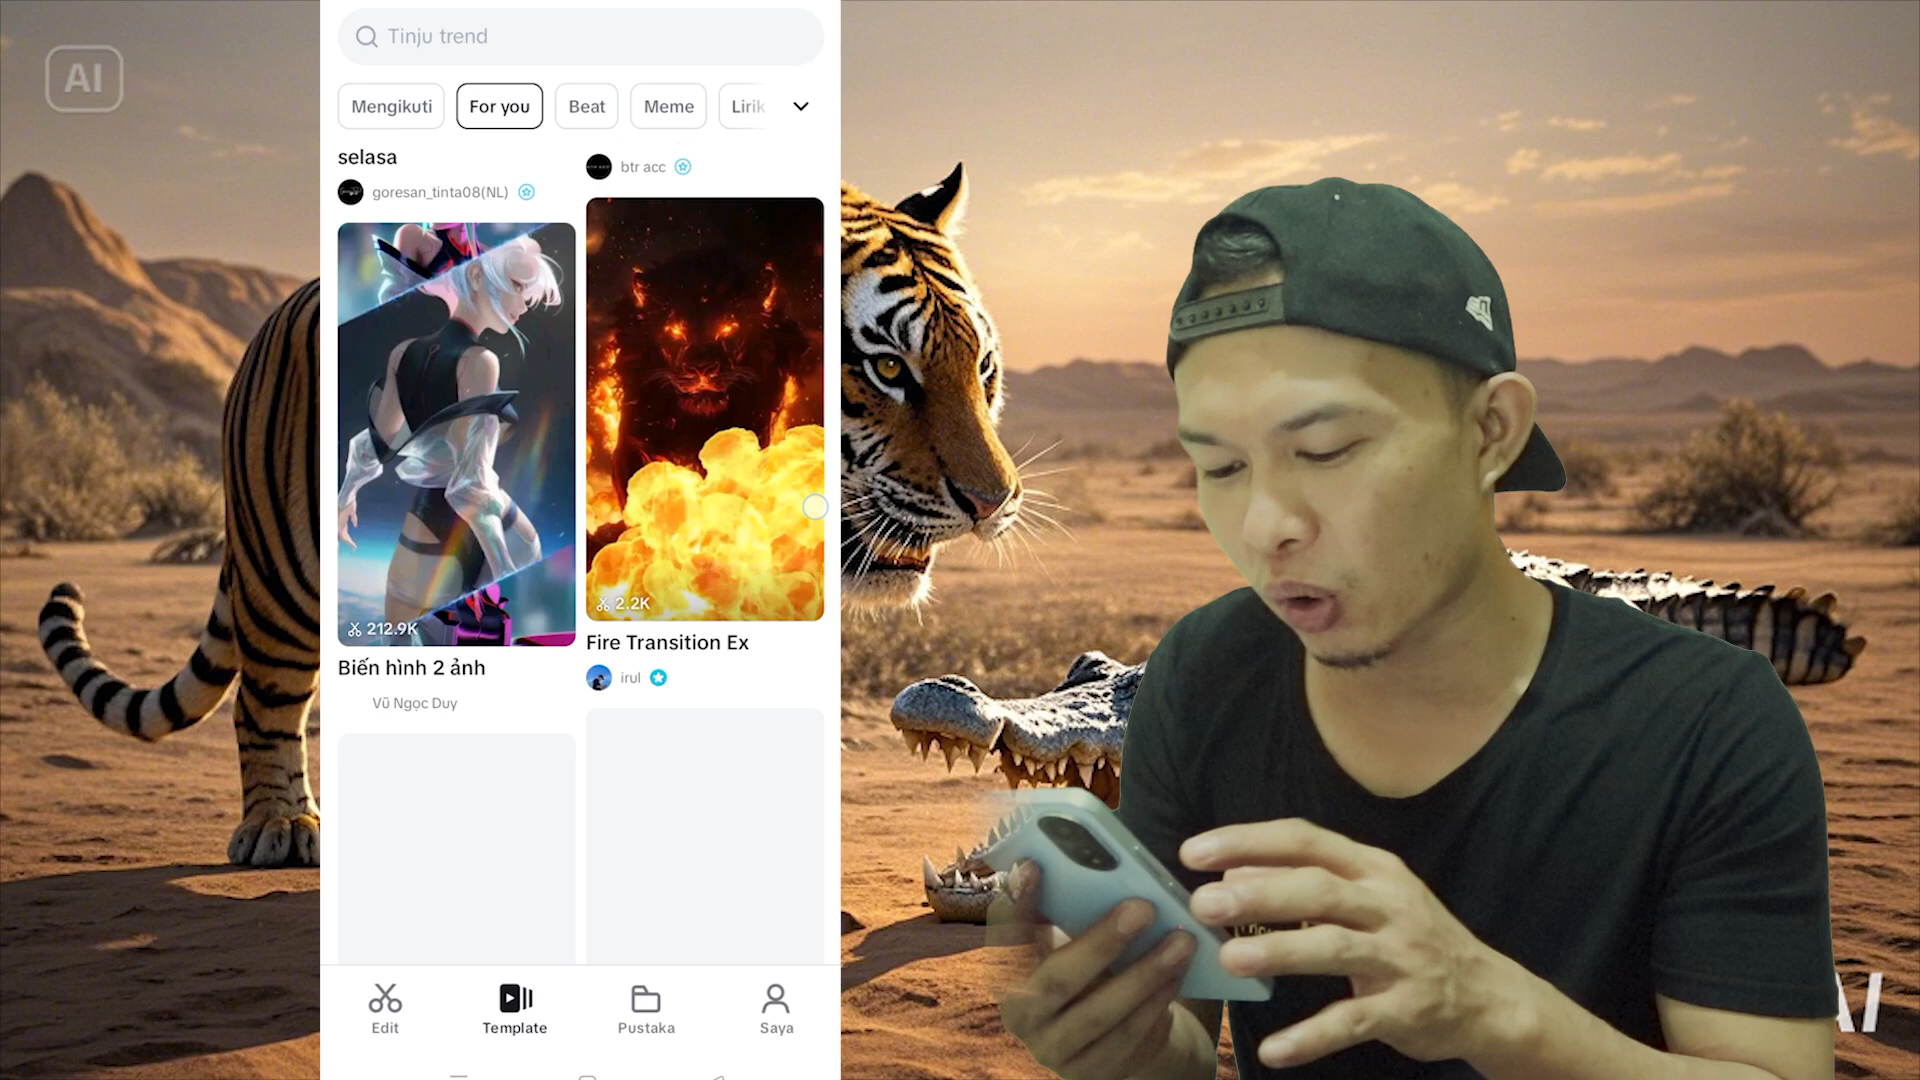 AI
Tinju trend
Mengikuti
For you
Beat
Meme
Lirik
selasa
goresan_tinta08(NL)
btr acc
212.9K
Biến hình 2 ảnh
Vũ Ngọc Duy
2.2K
Fire Transition Ex
irul
Edit
Template
Pustaka
Saya
AI